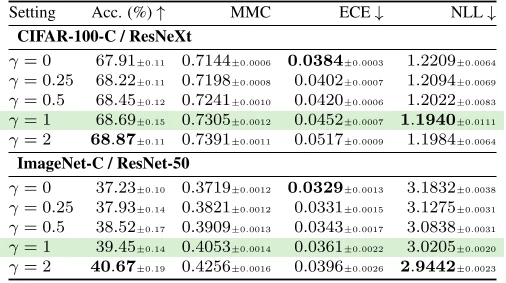 Setting Acc. (%) ↑ MMC ECE ↓ NLL ↓
CIFAR-100-C / ResNeXt
γ = 0 67.91±0.11 0.7144±0.0006 0.0384±0.0003 1.2209±0.0064
γ = 0.25 68.22±0.11 0.7198±0.0008 0.0402±0.0007 1.2094±0.0069
γ = 0.5 68.45±0.12 0.7241±0.0010 0.0420±0.0006 1.2022±0.0083
γ = 1 68.69±0.15 0.7305±0.0012 0.0452±0.0007 1.1940±0.0111
γ = 2 68.87±0.11 0.7391±0.0011 0.0517±0.0009 1.1984±0.0064
ImageNet-C / ResNet-50
γ = 0 37.23±0.10 0.3719±0.0012 0.0329±0.0013 3.1832±0.0038
γ = 0.25 37.93±0.14 0.3821±0.0012 0.0331±0.0015 3.1275±0.0031
γ = 0.5 38.52±0.17 0.3909±0.0013 0.0343±0.0017 3.0838±0.0031
γ = 1 39.45±0.14 0.4053±0.0014 0.0361±0.0022 3.0205±0.0020
γ = 2 40.67±0.19 0.4256±0.0016 0.0396±0.0026 2.9442±0.0023